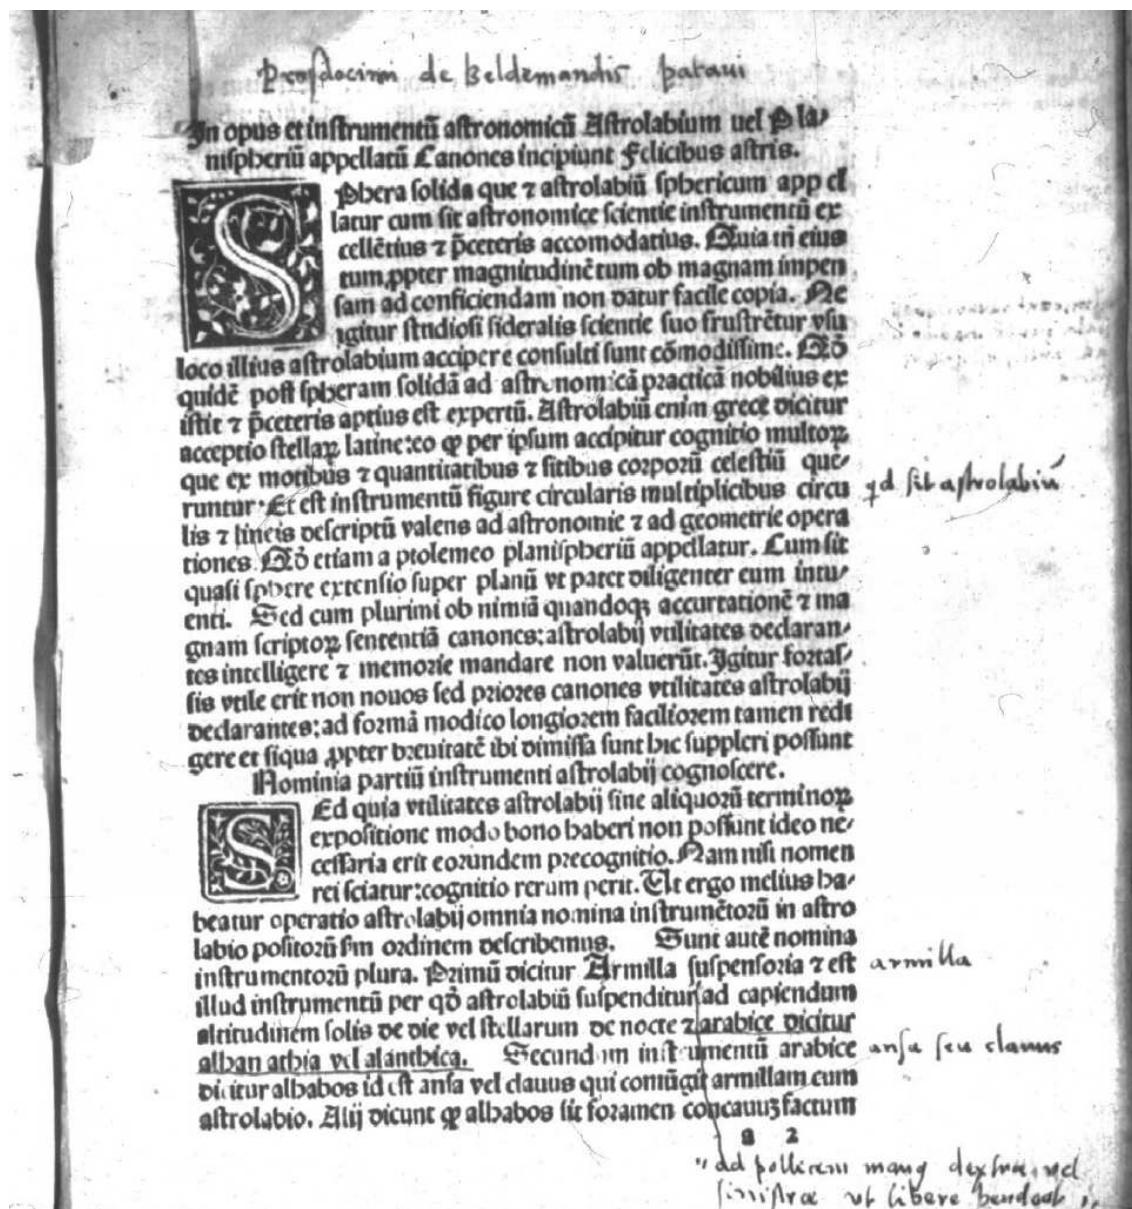 Prosdocimi de Beldemandis patavi
In opus et instrumentū astronomicū Astrolabium uel Pla⸗
nispheriū appellatū Canones incipiunt Felicibus astris.
SPhera solida que ⁊ astrolabiū sphericum appel
latur cum sit astronomice scientie instrumentū ex
cellētius ⁊ p̄ceteris accomodatius. Quia tn̄ eius
tum ꝓpter magnitudinē tum ob magnam impen
sam ad conficiendam non datur facile copia. Ne
igitur studiosi sideralis scientie suo frustrētur vsu
loco illius astrolabium accipere consulti sunt cōmodissime. Qđ
quidē post spheram solidā ad astronomicā practicā nobilius ex
istit ⁊ p̄ceteris aptius est expertū. Astrolabiū enim grece dicitur
acceptio stellaꝝ latine: eo ꝙ per ipsum accipitur cognitio multoꝝ
que ex motibus ⁊ quantitatibus ⁊ sitibus corporū celestiū que⸗
runtur. Et est instrumentū figure circularis multiplicibus circu
lis ⁊ lineis descriptū valens ad astronomie ⁊ ad geometrie opera
tiones. Qđ etiam a ptolemeo planispheriū appellatur. Cum sit
quasi sphere extensio super planū vt patet diligenter eum intu⸗
enti. Sed cum plurimi ob nimiā quandoqꝫ accurtationē ⁊ ma
gnam scriptoꝝ sententiā canones: astrolabij vtilitates declaran⸗
tes intelligere ⁊ memorie mandare non valuerūt. Igitur fortas⸗
sis vtile erit non nouos sed priores canones vtilitates astrolabij
declarantes; ad formā modico longiorem faciliorem tamen redi
gere et siqua ꝓpter breuitatē ibi dimissa sunt hic suppleri possunt
Nominia partiū instrumenti astrolabij cognoscere.
SEd quia vtilitates astrolabij sine aliquorū terminoꝝ
expositione modo bono haberi non possunt ideo ne⸗
cessaria erit eorundem precognitio. Nam nisi nomen
rei sciatur: cognitio rerum perit. Ut ergo melius ha⸗
beatur operatio astrolabij omnia nomina instrumētorū in astro
labio positorū sꝫm ordinem describemus. Sunt autē nomina
instrumentorū plura. Primū dicitur Armilla suspensoria ⁊ est
illud instrumentū per qđ astrolabiū suspenditur ad capiendum
altitudinem solis de die vel stellarum de nocte ⁊ arabice dicitur
alhan athia vel alanthica. Secundum instrumentū arabice
dicitur alhabos id est ansa vel clauus qui coniūgit armillam cum
astrolabio. Alij dicunt ꝙ alhabos sit foramen concauuꝫ factum
a 2
qd sit astrolabiū
armilla
ansa seu clavus
"ad pollicem manꝰ dextrae vel
sinistrae ut libere pendeat"